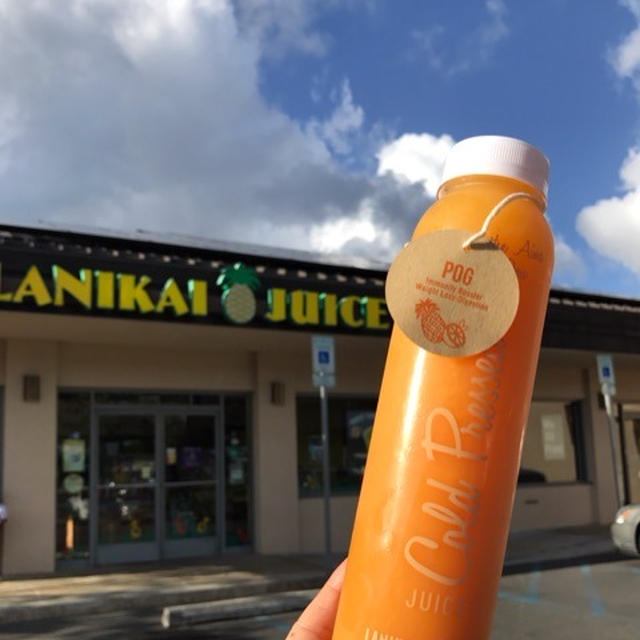 LANIKAI JUICE
POG
Immunity Booster
Weight Loss · Digestion
Cold Pressed
JUICE